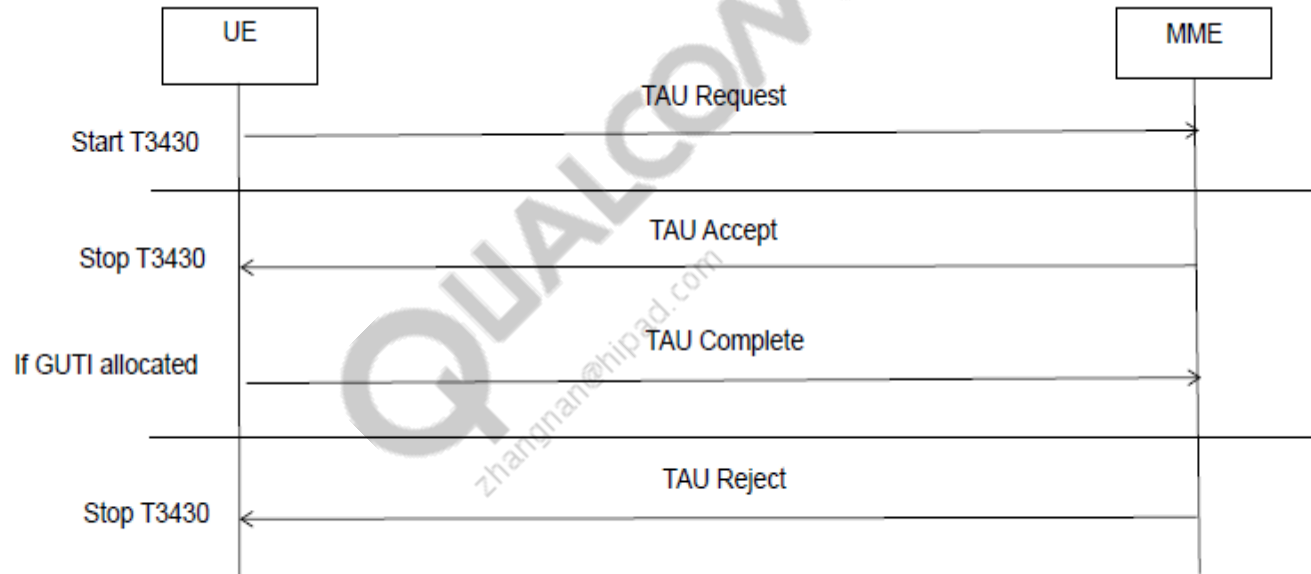 UE
MME
TAU Request
Start T3430
TAU Accept
Stop T3430
TAU Complete
If GUTI allocated
TAU Reject
Stop T3430
QUALCOM
zhangnan@hipad.com